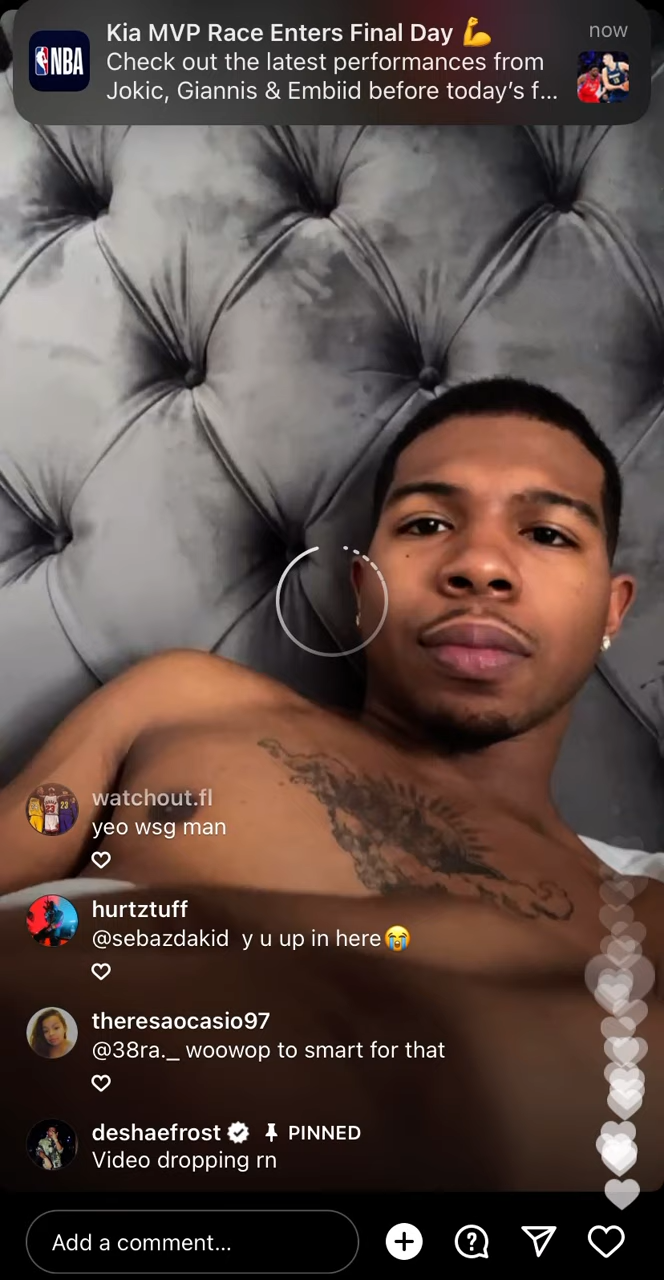 Kia MVP Race Enters Final Day 💪
now
NBA
Check out the latest performances from
Jokic, Giannis & Embiid before today’s f...
watchout.fl
yeo wsg man
hurtztuff
@sebazdakid y u up in here😭
theresaocasio97
@38ra._ woowop to smart for that
deshaefrost PINNED
Video dropping rn
Add a comment...